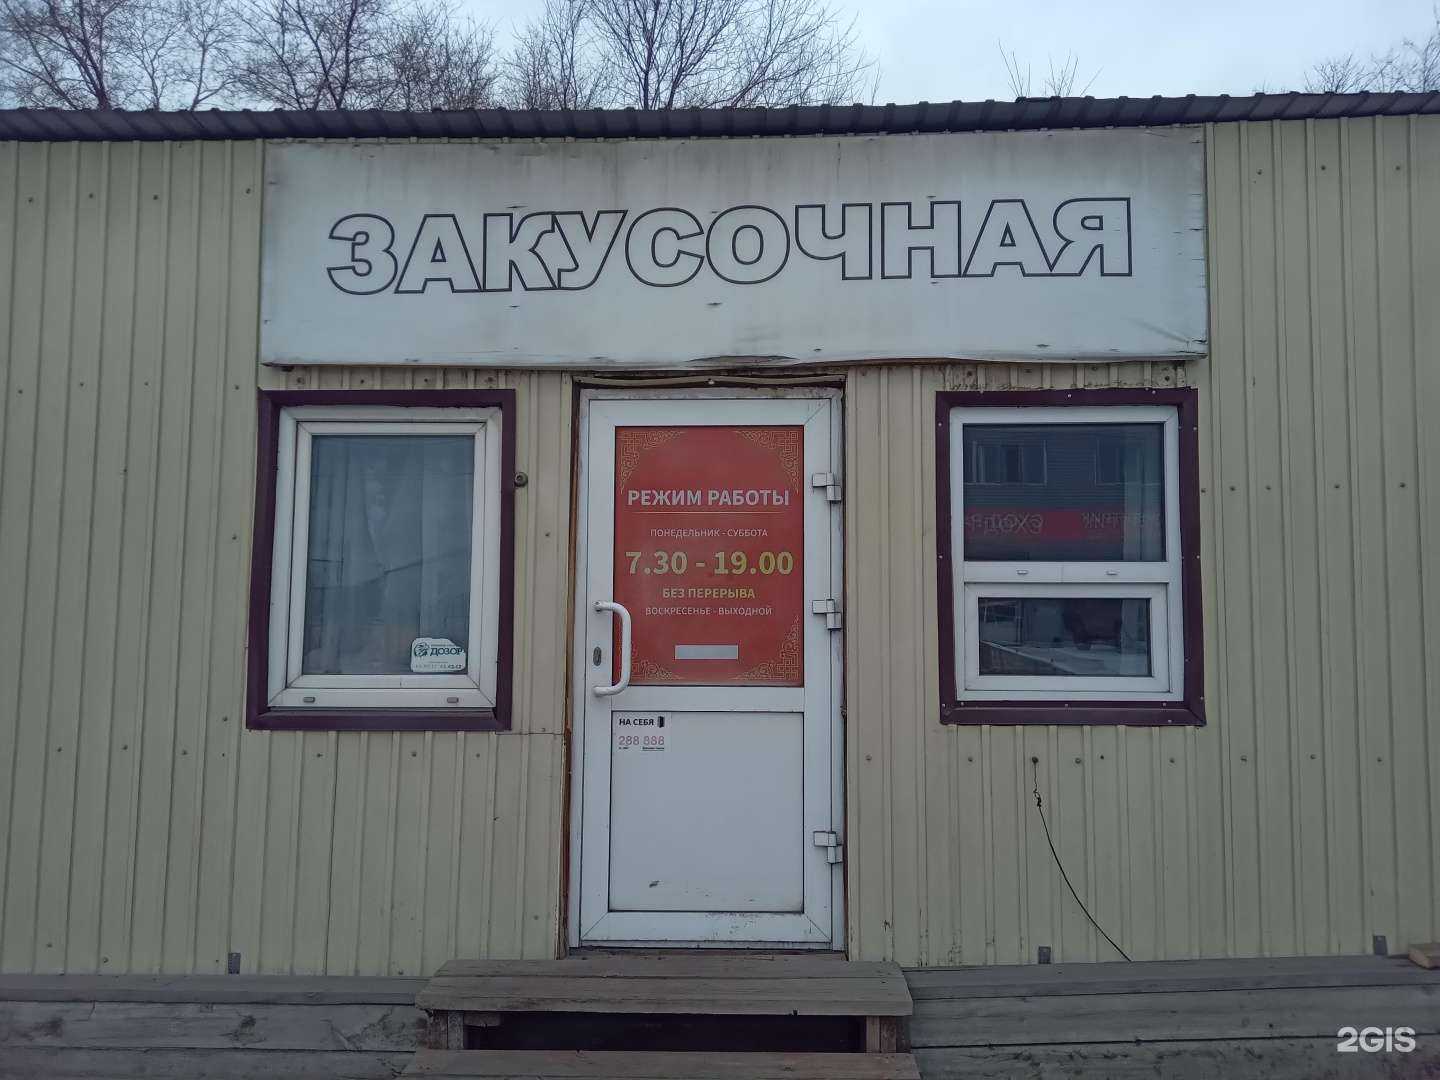 ЗАКУСОЧНАЯ
РЕЖИМ РАБОТЫ
ПОНЕДЕЛЬНИК - СУББОТА
7.30 - 19.00
БЕЗ ПЕРЕРЫВА
ВОСКРЕСЕНЬЕ - ВЫХОДНОЙ
ДОЗОР
НА СЕБЯ
288 888
2GIS